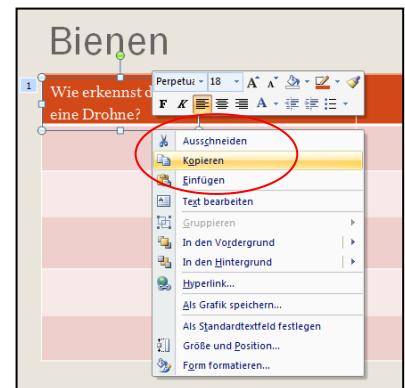 Bienen
1
Wie erkennst d
eine Drohne?
Perpetua 18 A A
F K A
Ausschneiden
Kopieren
Einfügen
Text bearbeiten
Gruppieren
In den Vordergrund
In den Hintergrund
Hyperlink...
Als Grafik speichern...
Als Standardtextfeld festlegen
Größe und Position...
Form formatieren...